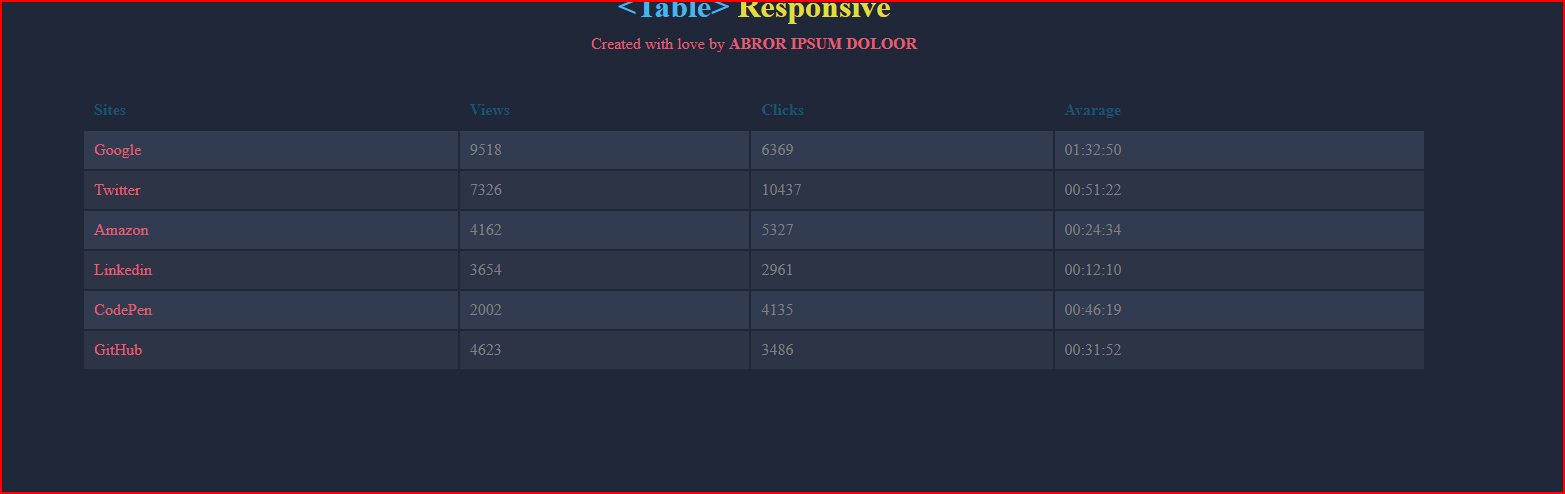 <Table> Responsive
Created with love by ABROR IPSUM DOLOOR
Sites Views Clicks Avarage
Google 9518 6369 01:32:50
Twitter 7326 10437 00:51:22
Amazon 4162 5327 00:24:34
Linkedin 3654 2961 00:12:10
CodePen 2002 4135 00:46:19
GitHub 4623 3486 00:31:52